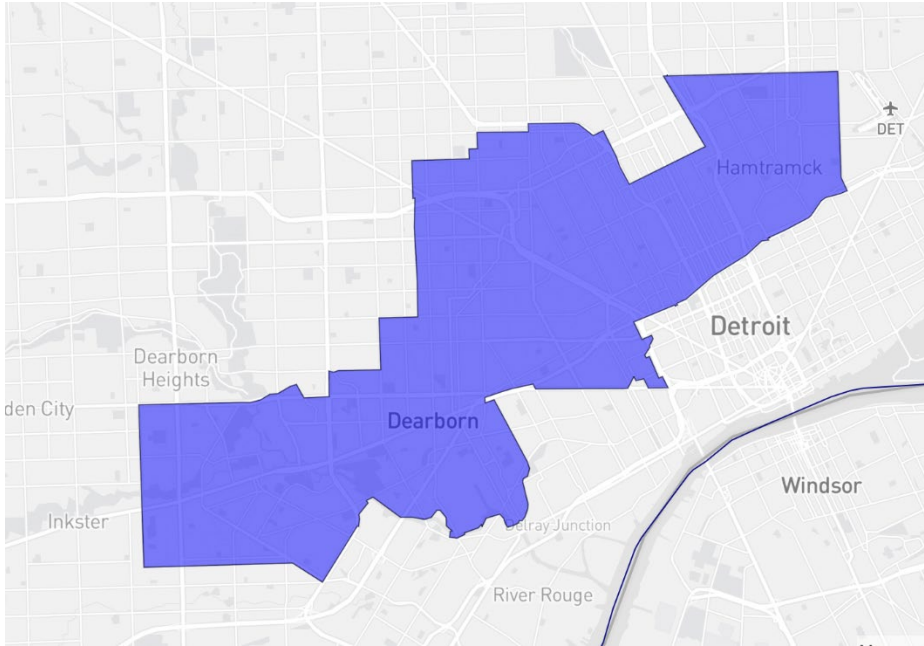 DET
Hamtramck
Detroit
Dearborn
Heights
den City
Dearborn
Windsor
Inkster
Delray Junction
River Rouge